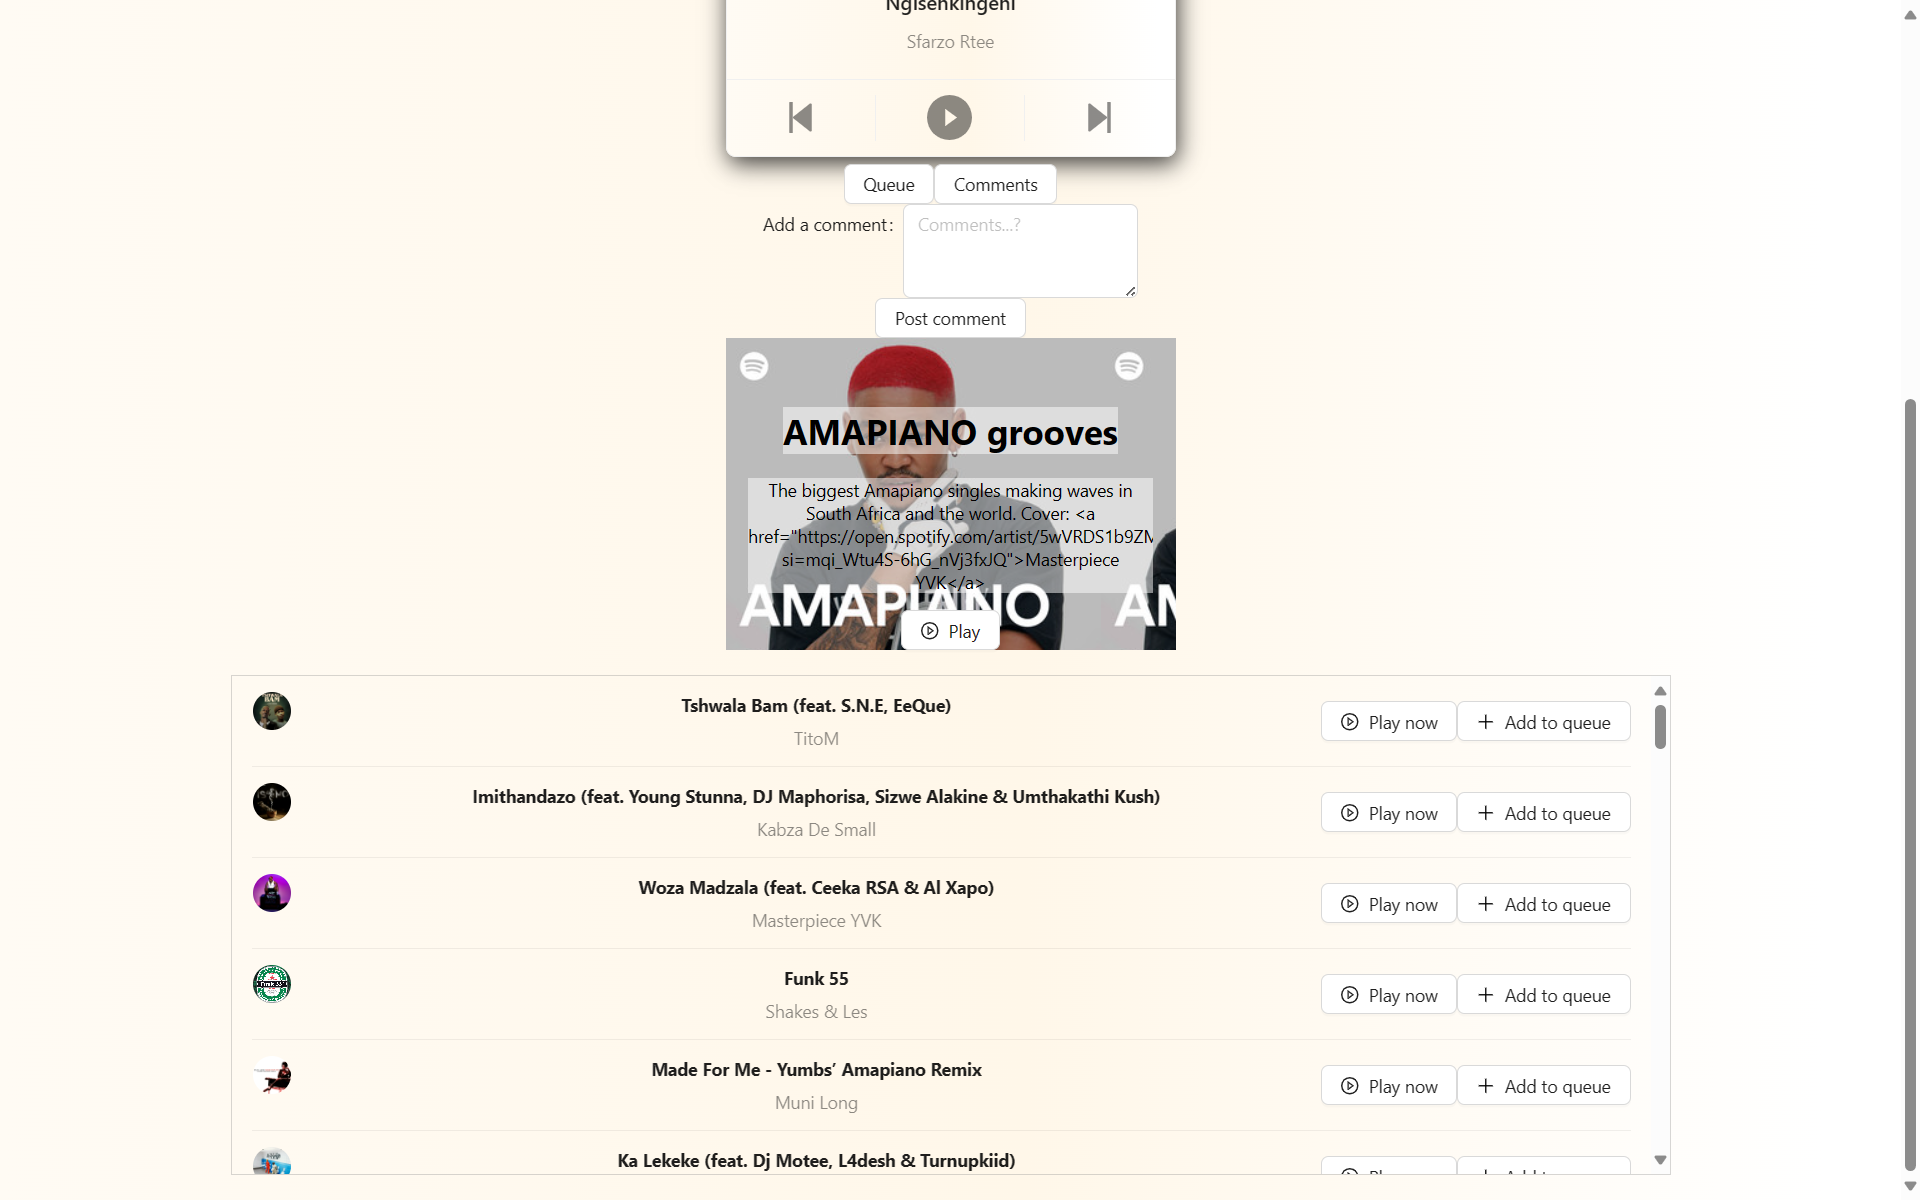 Ngisenkingeni
Sfarzo Rtee
Queue
Comments
Add a comment:
Comments...?
Post comment
AMAPIANO grooves
The biggest Amapiano singles making waves in
South Africa and the world. Cover: <a
href="https://open.spotify.com/artist/5wVRDS1b9ZM
si=mqi_Wtu4S-6hG_nVj3fxJQ">Masterpiece
YVK</a>
AMAPIANO
AM
Play
Tshwala Bam (feat. S.N.E, EeQue)
TitoM
Play now
Add to queue
Imithandazo (feat. Young Stunna, DJ Maphorisa, Sizwe Alakine & Umthakathi Kush)
Kabza De Small
Play now
Add to queue
Woza Madzala (feat. Ceeka RSA & Al Xapo)
Masterpiece YVK
Play now
Add to queue
Funk 55
Shakes & Les
Play now
Add to queue
Made For Me - Yumbs’ Amapiano Remix
Muni Long
Play now
Add to queue
Ka Lekeke (feat. Dj Motee, L4desh & Turnupkiid)